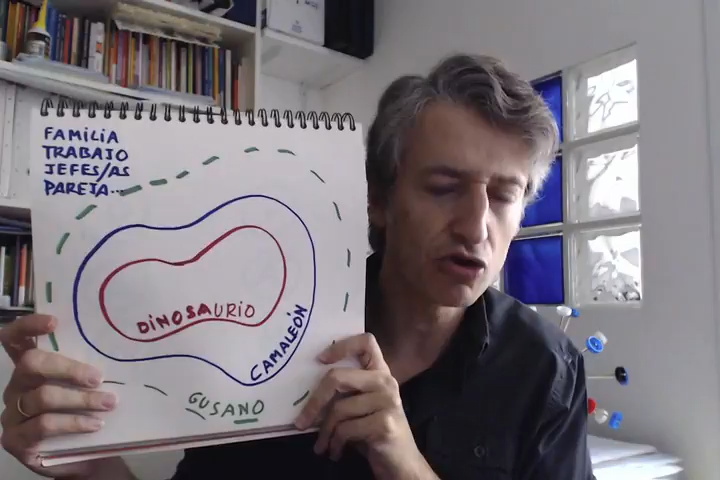 FAMILIA
TRABAJO
JEFES/AS
PAREJA...
DINOSAURIO
CAMALEÓN
GUSANO